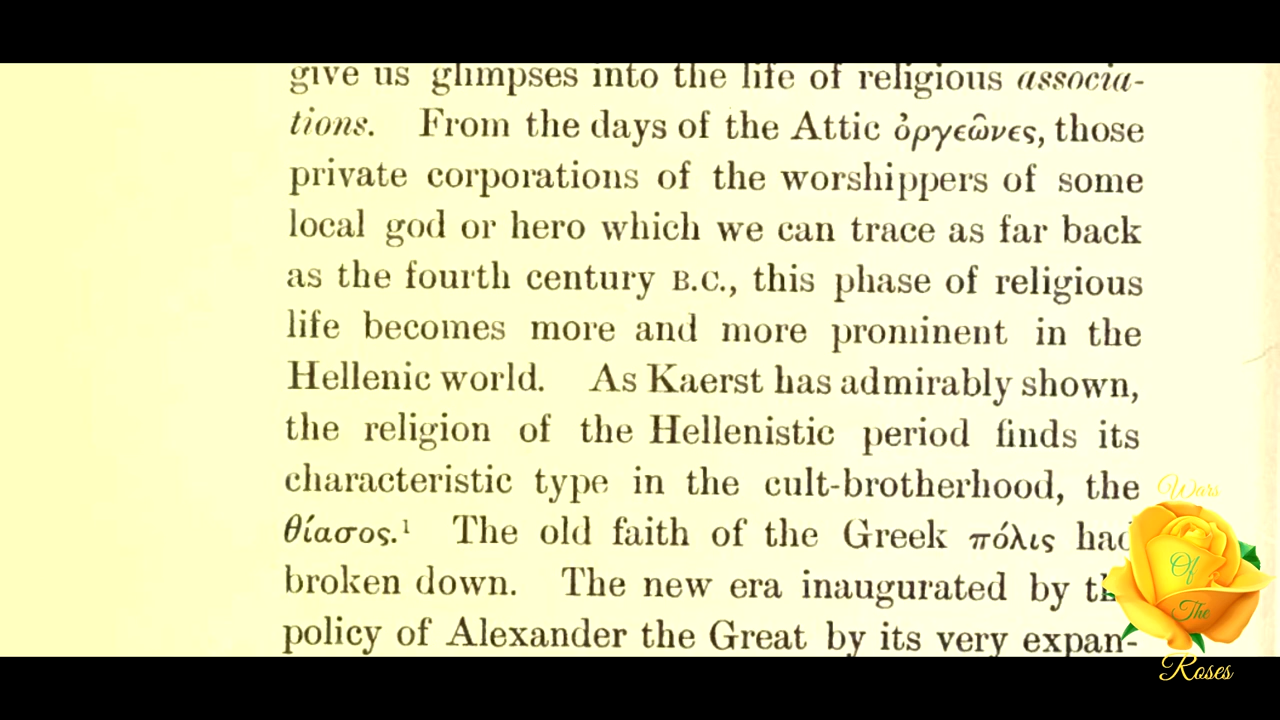 give us glimpses into the life of religious associa-
tions. From the days of the Attic ὀργεῶνες, those
private corporations of the worshippers of some
local god or hero which we can trace as far back
as the fourth century B.C., this phase of religious
life becomes more and more prominent in the
Hellenic world. As Kaerst has admirably shown,
the religion of the Hellenistic period finds its
characteristic type in the cult-brotherhood, the
θίασος.¹ The old faith of the Greek πόλις had
broken down. The new era inaugurated by the
policy of Alexander the Great by its very expan-
Wars
Of
The
Roses